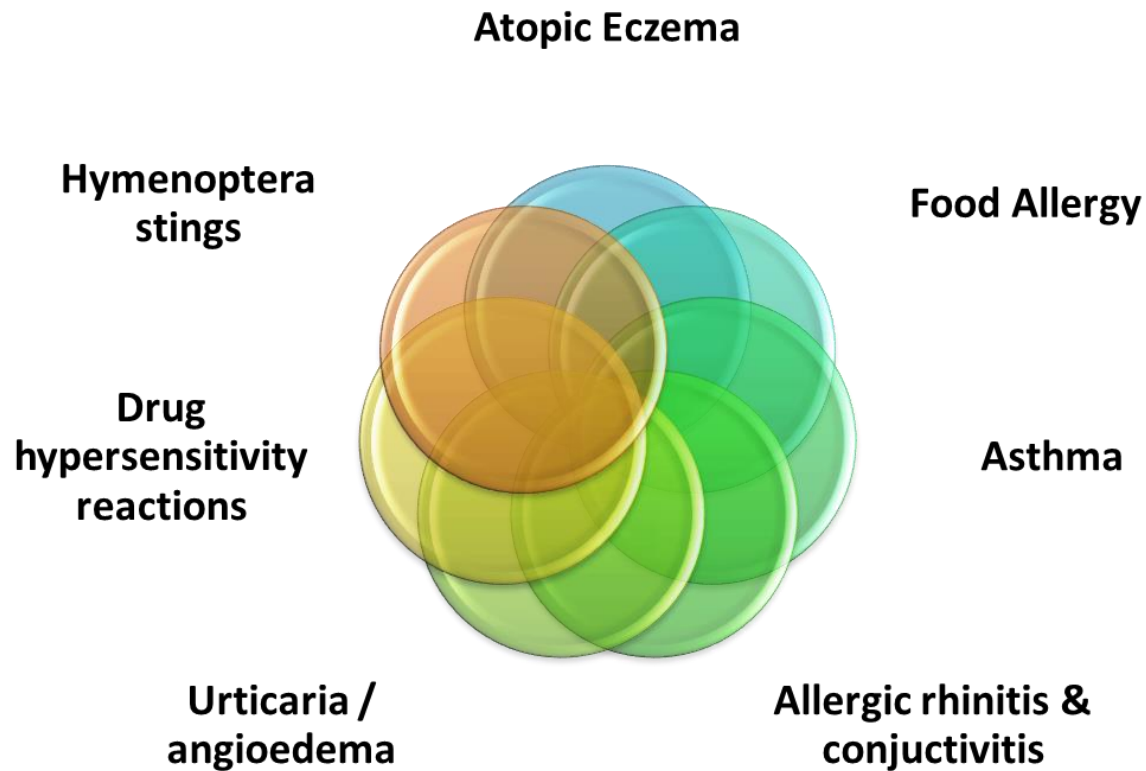 Atopic Eczema
Hymenoptera
stings
Food Allergy
Drug
hypersensitivity
reactions
Asthma
Urticaria /
angioedema
Allergic rhinitis &
conjuctivitis